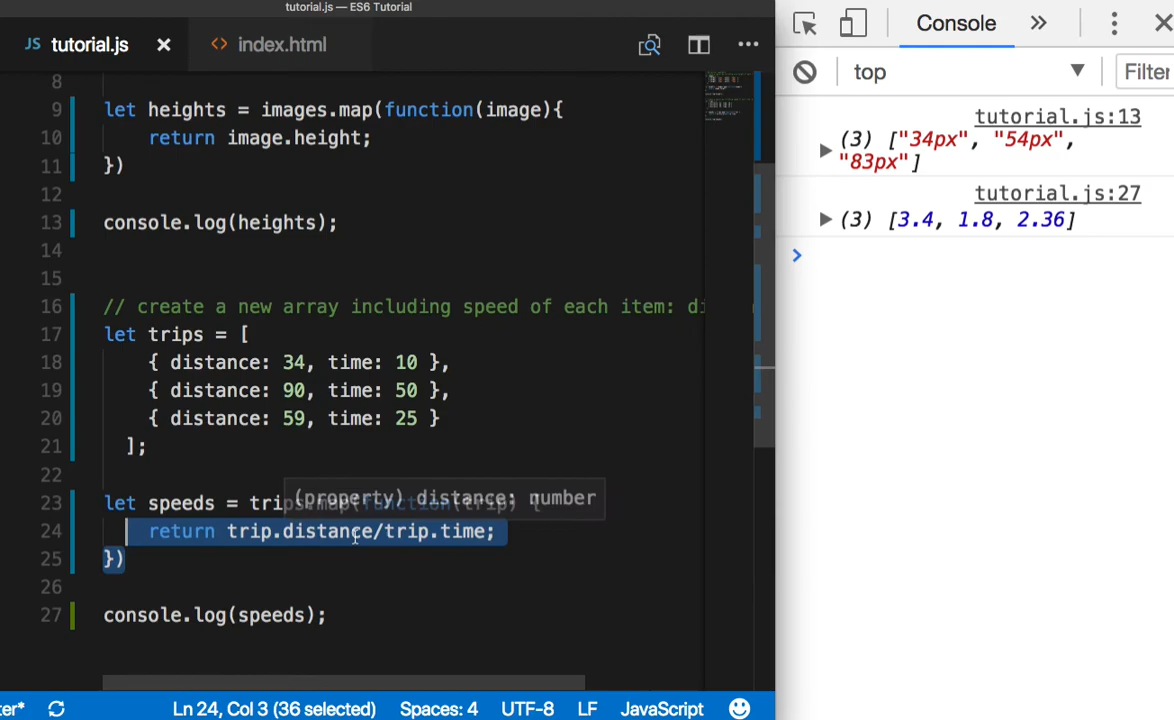 tutorial.js — ES6 Tutorial
JS tutorial.js × <> index.html
8
9 let heights = images.map(function(image){
10 return image.height;
11 })
12
13 console.log(heights);
14
15
16 // create a new array including speed of each item: di
17 let trips = [
18 { distance: 34, time: 10 },
19 { distance: 90, time: 50 },
20 { distance: 59, time: 25 }
21 ];
22
(property) distance: number
23 let speeds = trips.map(function(trip) {
24 return trip.distance/trip.time;
25 })
26
27 console.log(speeds);
ter* Ln 24, Col 3 (36 selected) Spaces: 4 UTF-8 LF JavaScript
Console
top ▼ Filter
tutorial.js:13
(3) ["34px", "54px",
"83px"]
tutorial.js:27
(3) [3.4, 1.8, 2.36]